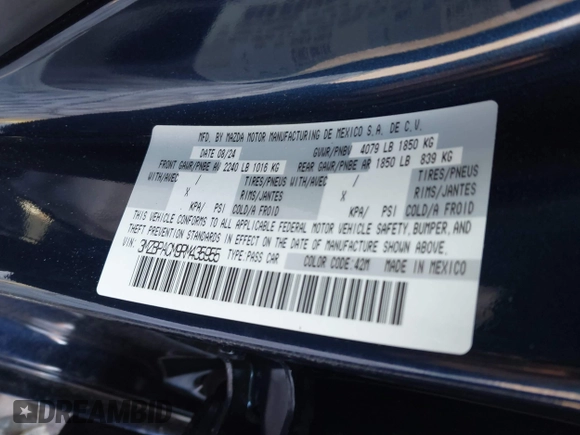 MFD. BY MAZDA MOTOR MANUFACTURING DE MEXICO S.A. DE C.V.
DATE 08/24 GVWR/PNBV 4079 LB 1850 KG
FRONT GAWR/PNBE AV 2240 LB 1016 KG REAR GAWR/PNBE AR 1850 LB 839 KG
WITH/AVEC / TIRES/PNEUS WITH/AVEC / TIRES/PNEUS
X RIMS/JANTES X RIMS/JANTES
KPA/ PSI COLD/A FROID KPA/ PSI COLD/A FROID
THIS VEHICLE CONFORMS TO ALL APPLICABLE FEDERAL MOTOR VEHICLE SAFETY, BUMPER, AND
THEFT PREVENTION STANDARDS IN EFFECT ON THE DATE OF MANUFACTURE SHOWN ABOVE.
VIN: TYPE:PASS CAR COLOR CODE:42M MADE IN MEXICO
DREAMBID